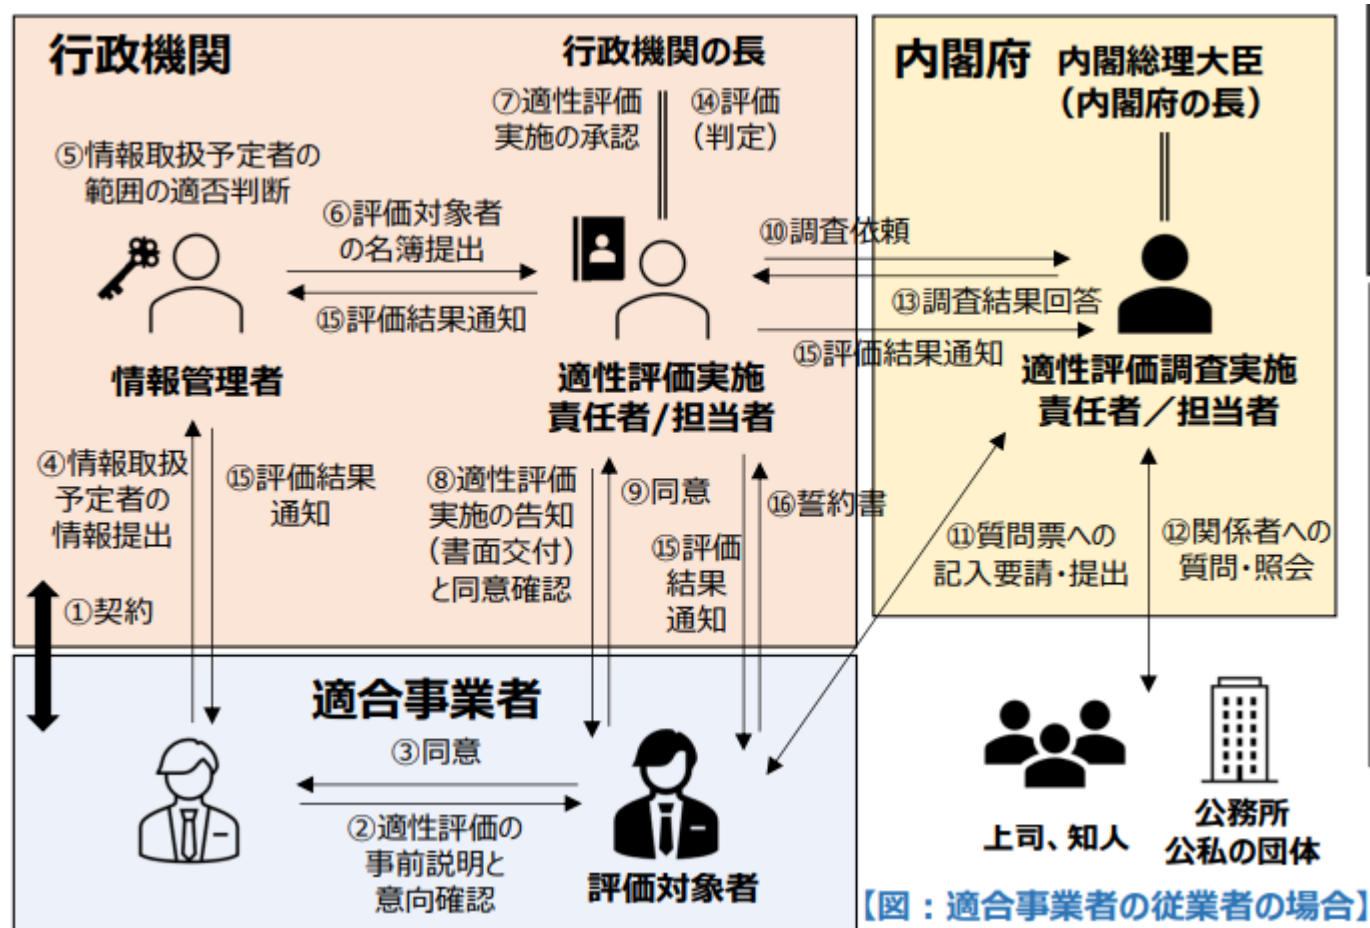 行政機関
行政機関の長
⑦適性評価
実施の承認
⑭評価
（判定）
⑤情報取扱予定者の
範囲の適否判断
⑥評価対象者
の名簿提出
⑮評価結果通知
情報管理者
適性評価実施
責任者/担当者
④情報取扱
予定者の
情報提出
⑮評価結果
通知
⑧適性評価
実施の告知
（書面交付）
と同意確認
⑨同意
⑮評価
結果
通知
⑯誓約書
①契約
内閣府
内閣総理大臣
（内閣府の長）
⑩調査依頼
⑬調査結果回答
⑮評価結果通知
適性評価調査実施
責任者／担当者
⑪質問票への
記入要請・提出
⑫関係者への
質問・照会
適合事業者
③同意
②適性評価の
事前説明と
意向確認
評価対象者
上司、知人
公務所
公私の団体
【図：適合事業者の従業者の場合】